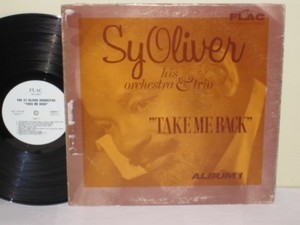 FLAC
Sy Oliver
his
orchestra & trio
"TAKE ME BACK"
ALBUM 1
FLAC
THE SY OLIVER ORCHESTRA
"TAKE ME BACK"